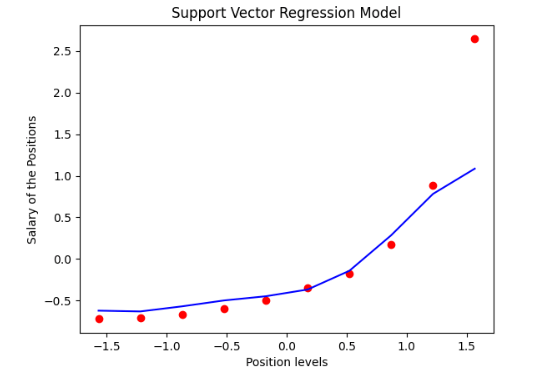 Support Vector Regression Model
Salary of the Positions
2.5
2.0
1.5
1.0
0.5
0.0
−0.5
−1.5 −1.0 −0.5 0.0 0.5 1.0 1.5
Position levels